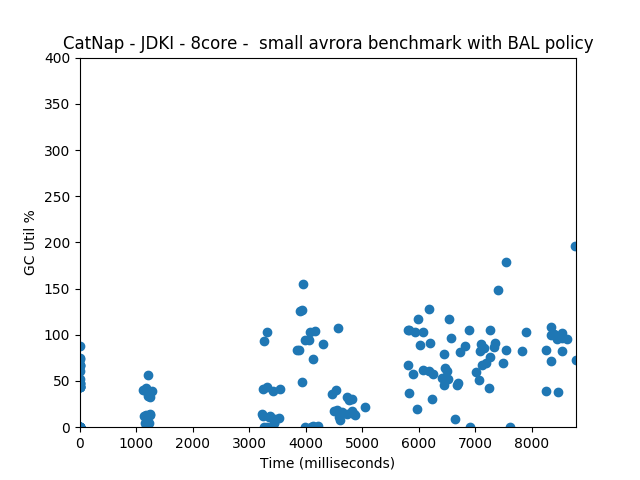 CatNap - JDKI - 8core -  small avrora benchmark with BAL policy
400
350
300
250
200
150
100
50
0
GC Util %
0 1000 2000 3000 4000 5000 6000 7000 8000
Time (milliseconds)